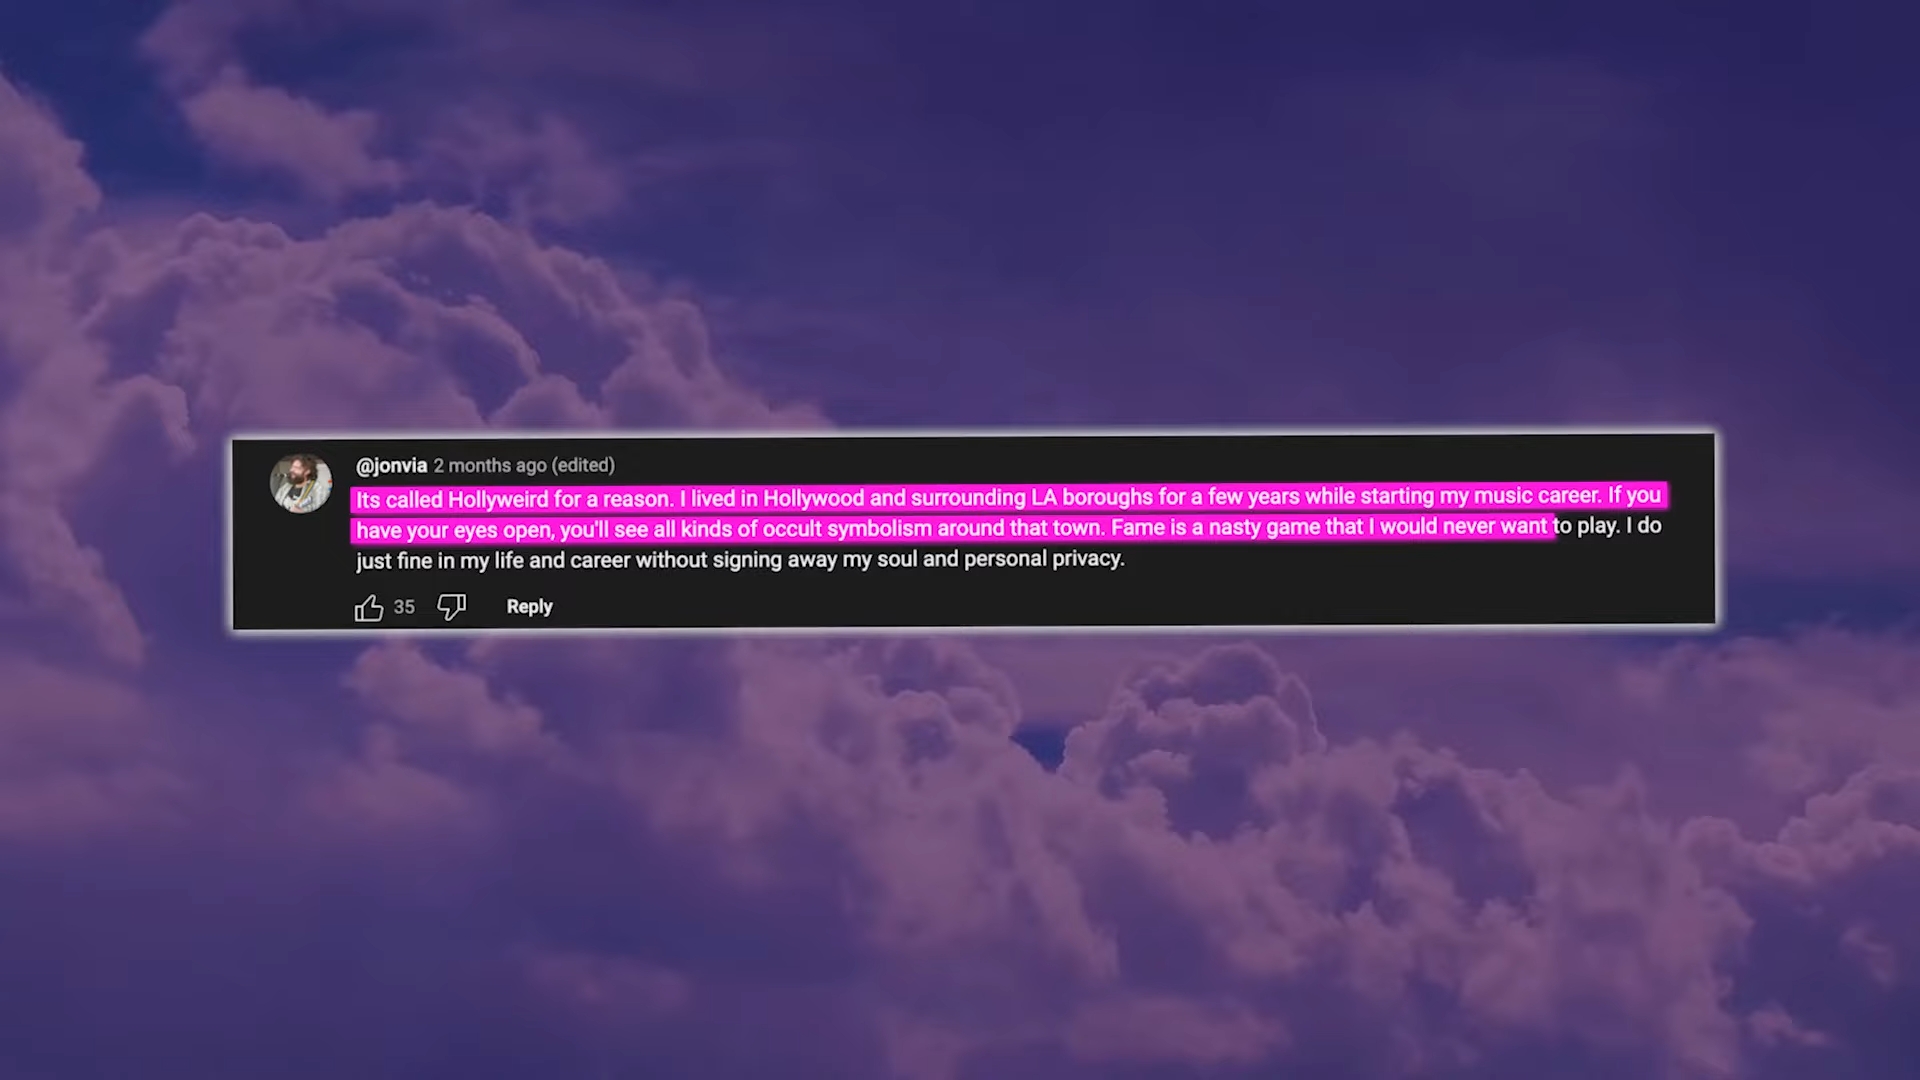 @jonvia 2 months ago (edited)
Its called Hollyweird for a reason. I lived in Hollywood and surrounding LA boroughs for a few years while starting my music career. If you
have your eyes open, you'll see all kinds of occult symbolism around that town. Fame is a nasty game that I would never want to play. I do
just fine in my life and career without signing away my soul and personal privacy.
35 Reply